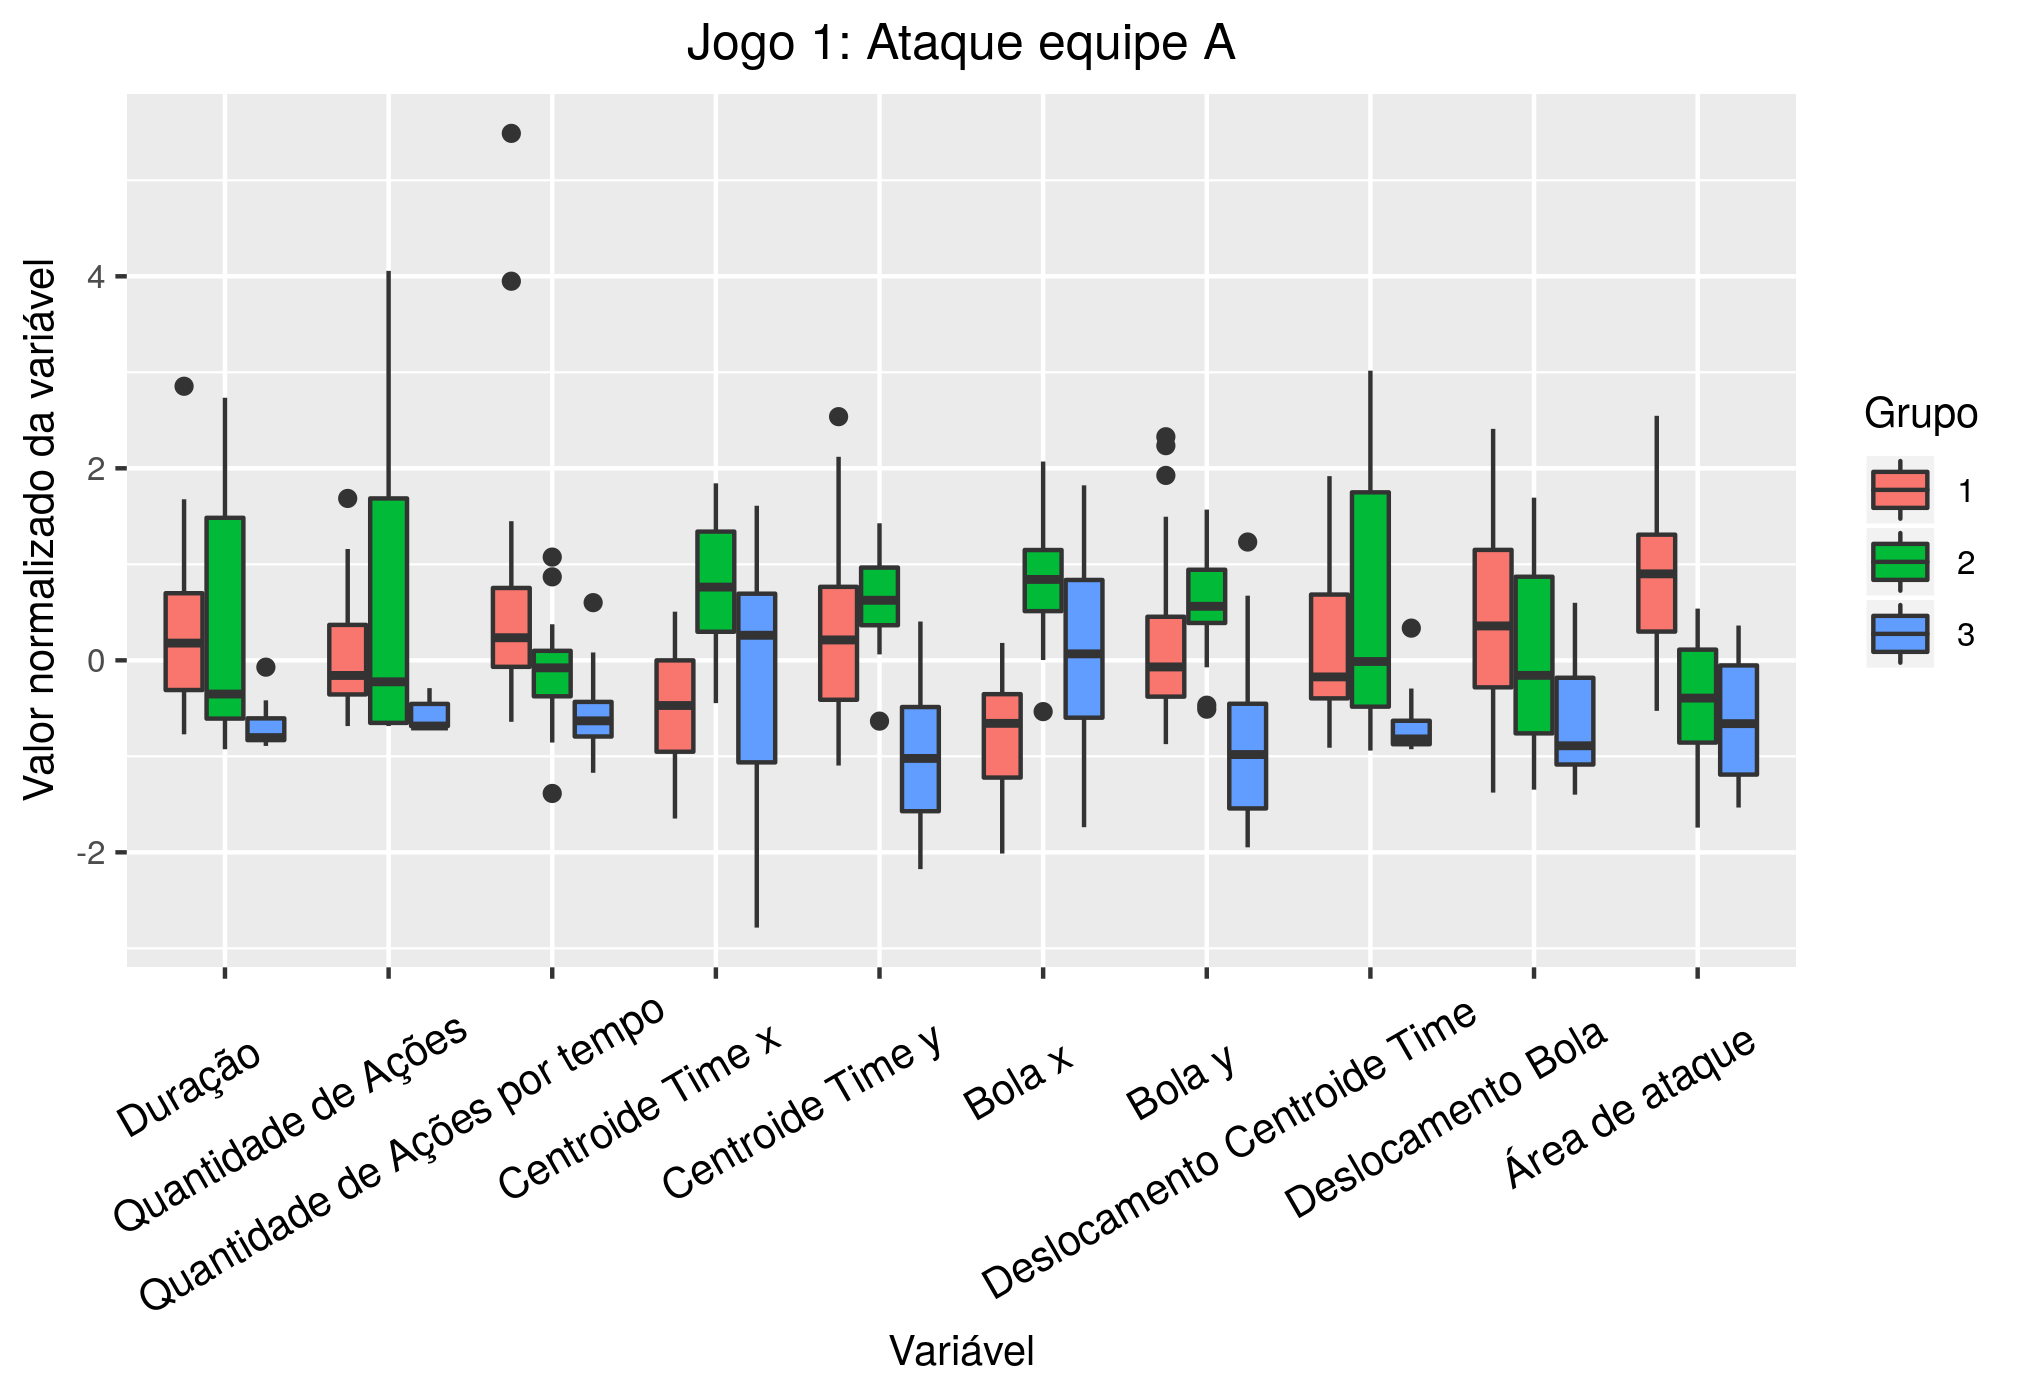 Jogo 1: Ataque equipe A
Valor normalizado da variável
4
2
0
-2
Duração
Quantidade de Ações
Quantidade de Ações por tempo
Centroide Time x
Centroide Time y
Bola x
Bola y
Deslocamento Centroide Time
Deslocamento Bola
Área de ataque
Variável
Grupo
1
2
3